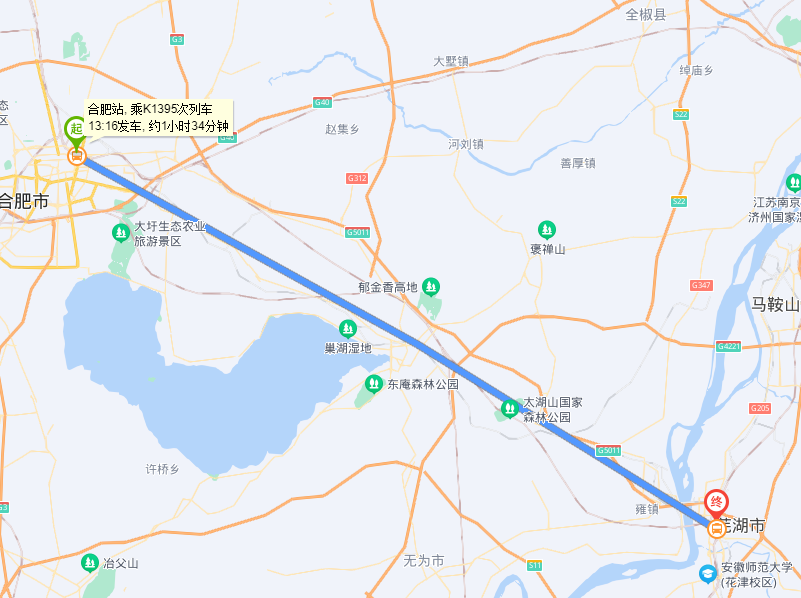 全椒县
G3
大墅镇
绰庙乡
态
区
合肥站, 乘K1395次列车
13:16发车, 约1小时34分钟
G40
S22
起
赵集乡
河刘镇
善厚镇
G312
合肥市
S22
江苏南京
济州国家湿
大圩生态农业
旅游景区
G5011
褒禅山
郁金香高地
G347
马鞍山
巢湖湿地
G4221
东庵森林公园
太湖山国家
森林公园
G205
G5011
许桥乡
终
G3
雍镇
芜湖市
无为市
冶父山
S11
安徽师范大学
(花津校区)